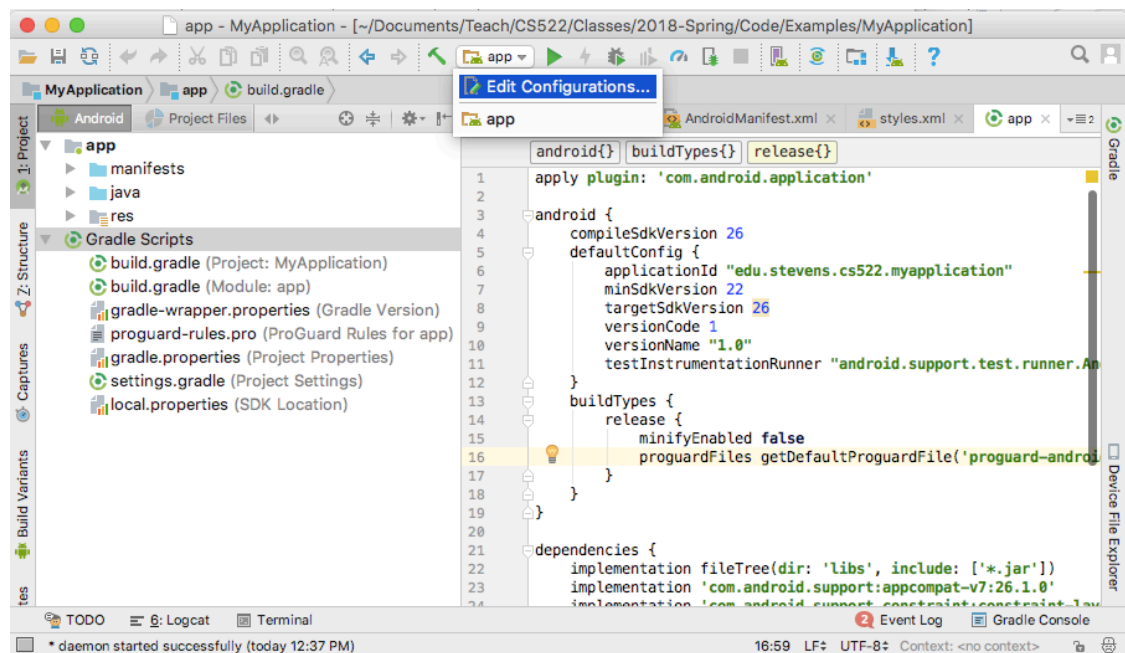 app - MyApplication - [~/Documents/Teach/CS522/Classes/2018-Spring/Code/Examples/MyApplication]
app
?
MyApplication app build.gradle
Edit Configurations...
app
Android Project Files
AndroidManifest.xml styles.xml app 2
1: Project
Z: Structure
Captures
Build Variants
app
manifests
java
res
Gradle Scripts
build.gradle (Project: MyApplication)
build.gradle (Module: app)
gradle-wrapper.properties (Gradle Version)
proguard-rules.pro (ProGuard Rules for app)
gradle.properties (Project Properties)
settings.gradle (Project Settings)
local.properties (SDK Location)
android{} buildTypes{} release{}
1 apply plugin: 'com.android.application'
2
3 android {
4 compileSdkVersion 26
5 defaultConfig {
6 applicationId "edu.stevens.cs522.myapplication"
7 minSdkVersion 22
8 targetSdkVersion 26
9 versionCode 1
10 versionName "1.0"
11 testInstrumentationRunner "android.support.test.runner.An
12 }
13 buildTypes {
14 release {
15 minifyEnabled false
16 proguardFiles getDefaultProguardFile('proguard-androi
17 }
18 }
19 }
20
21 dependencies {
22 implementation fileTree(dir: 'libs', include: ['*.jar'])
23 implementation 'com.android.support:appcompat-v7:26.1.0'
24 implementation 'com.android.support.constraint:constraint-lay
Gradle
Device File Explorer
TODO 6: Logcat Terminal 2 Event Log Gradle Console
* daemon started successfully (today 12:37 PM) 16:59 LF UTF-8 Context: <no context>